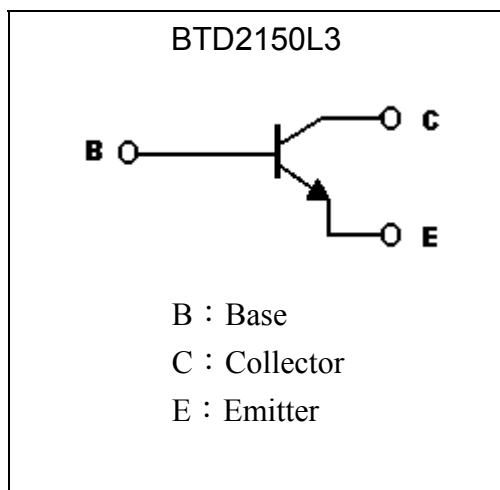 BTD2150L3
C
B
E
B：Base
C：Collector
E：Emitter